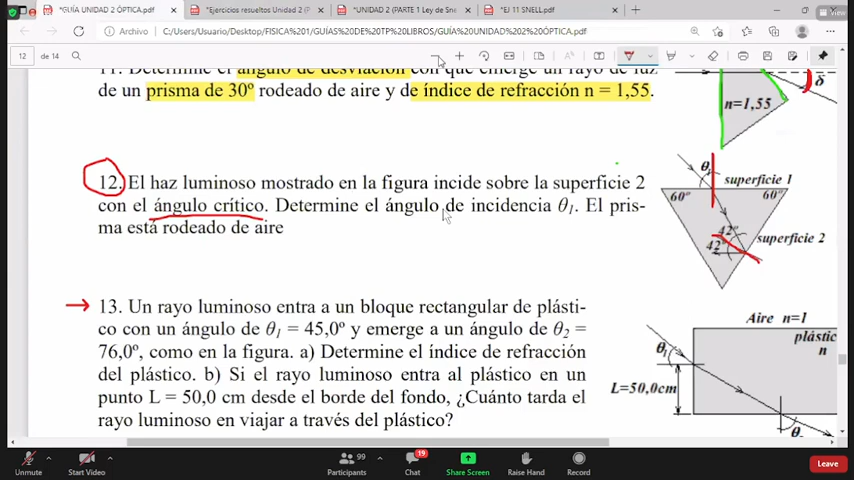 *GUÍA UNIDAD 2 ÓPTICA.pdf
*Ejercicios resueltos UNIDAD 2 (P
*UNIDAD 2 (PARTE 1 Ley de Snel
*EJ 11 SNELL.pdf
Archivo
C:/Users/Usuario/Desktop/FISICA%201/GUÍAS%20DE%20TP%20LIBROS/GUÍA%20UNIDAD%202%20ÓPTICA.pdf
View
12
de 14
11. Determine el ángulo de desviación con que emerge un rayo de luz
de un prisma de 30º rodeado de aire y de índice de refracción n = 1,55.
δ
n=1,55
12. El haz luminoso mostrado en la figura incide sobre la superficie 2
con el ángulo crítico. Determine el ángulo de incidencia θ1. El pris-
ma está rodeado de aire
superficie 1
60º
60º
42º
42º
superficie 2
13. Un rayo luminoso entra a un bloque rectangular de plásti-
co con un ángulo de θ1 = 45,0º y emerge a un ángulo de θ2 =
76,0º, como en la figura. a) Determine el índice de refracción
del plástico. b) Si el rayo luminoso entra al plástico en un
punto L = 50,0 cm desde el borde del fondo, ¿Cuánto tarda el
rayo luminoso en viajar a través del plástico?
Aire n=1
plástic
n
θ1
L=50,0cm
Unmute
Start Video
99
Participants
19
Chat
Share Screen
Raise Hand
Record
Leave